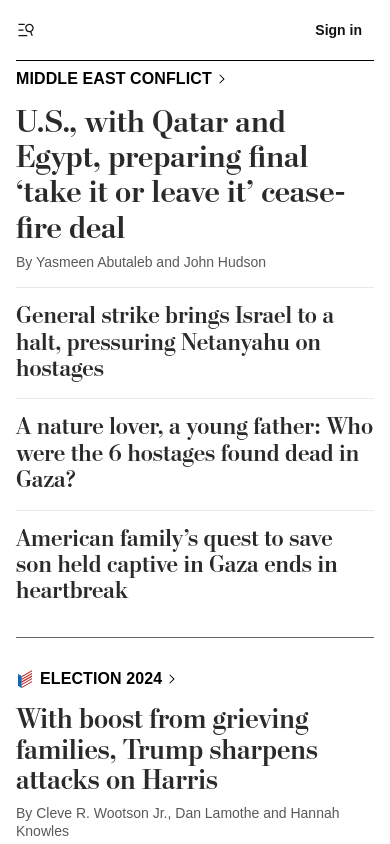 Sign in
MIDDLE EAST CONFLICT
U.S., with Qatar and
Egypt, preparing final
‘take it or leave it’ cease-
fire deal
By Yasmeen Abutaleb and John Hudson
General strike brings Israel to a
halt, pressuring Netanyahu on
hostages
A nature lover, a young father: Who
were the 6 hostages found dead in
Gaza?
American family’s quest to save
son held captive in Gaza ends in
heartbreak
ELECTION 2024
With boost from grieving
families, Trump sharpens
attacks on Harris
By Cleve R. Wootson Jr., Dan Lamothe and Hannah
Knowles